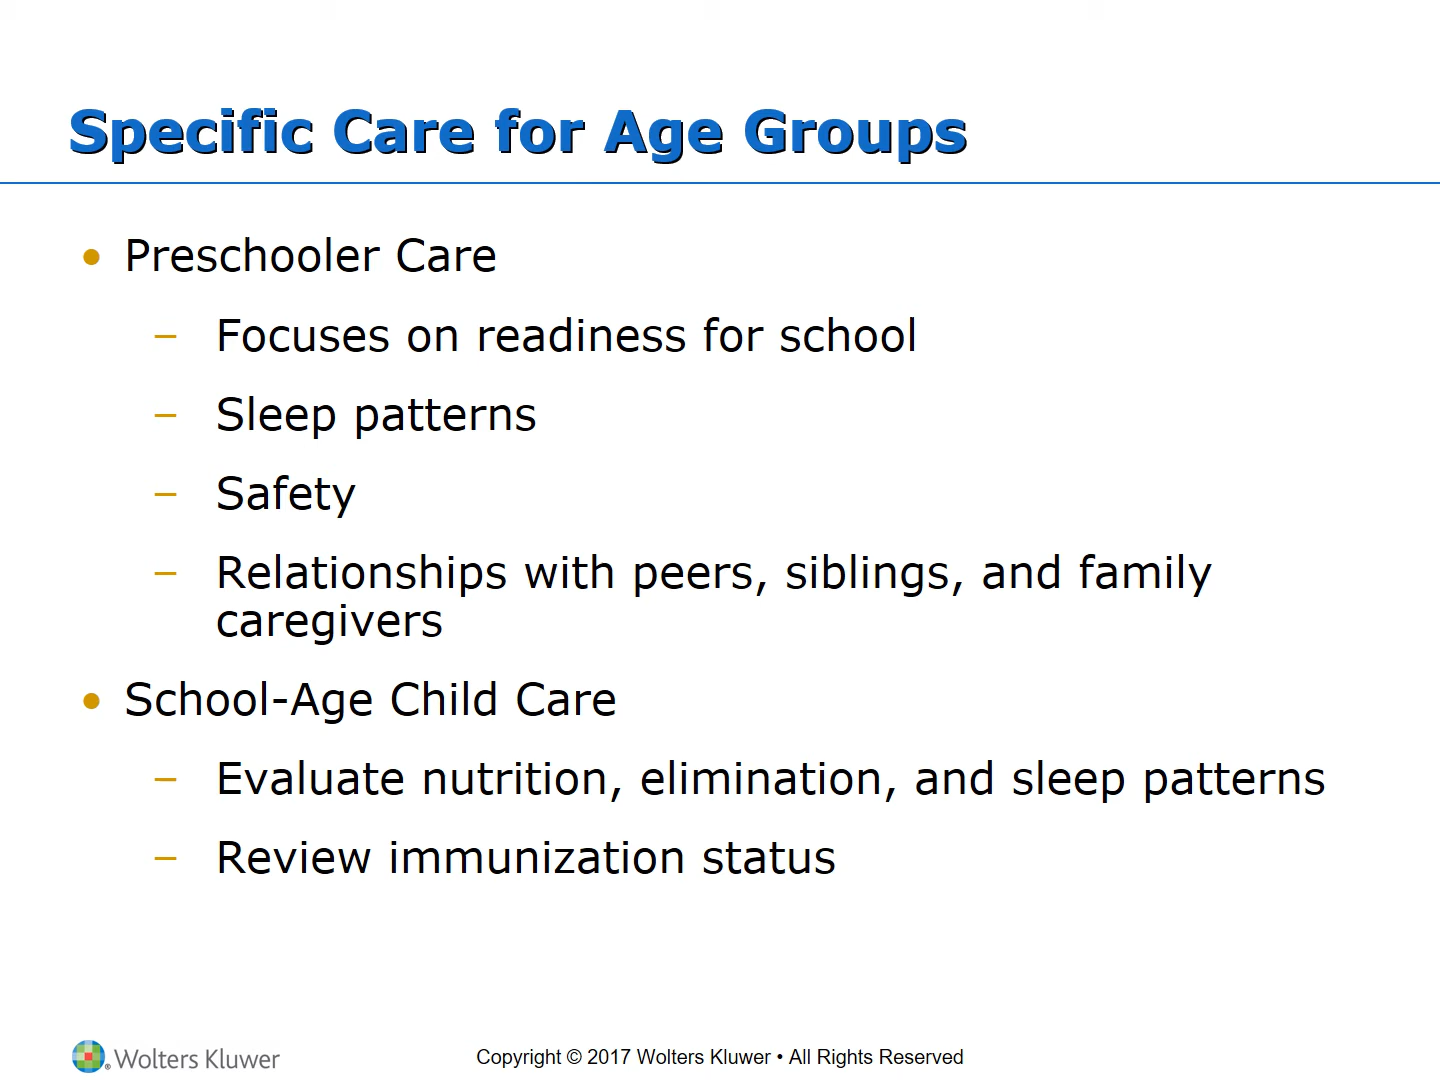 Specific Care for Age Groups
• Preschooler Care
– Focuses on readiness for school
– Sleep patterns
– Safety
– Relationships with peers, siblings, and family
caregivers
• School-Age Child Care
– Evaluate nutrition, elimination, and sleep patterns
– Review immunization status
® Wolters Kluwer
Copyright © 2017 Wolters Kluwer • All Rights Reserved